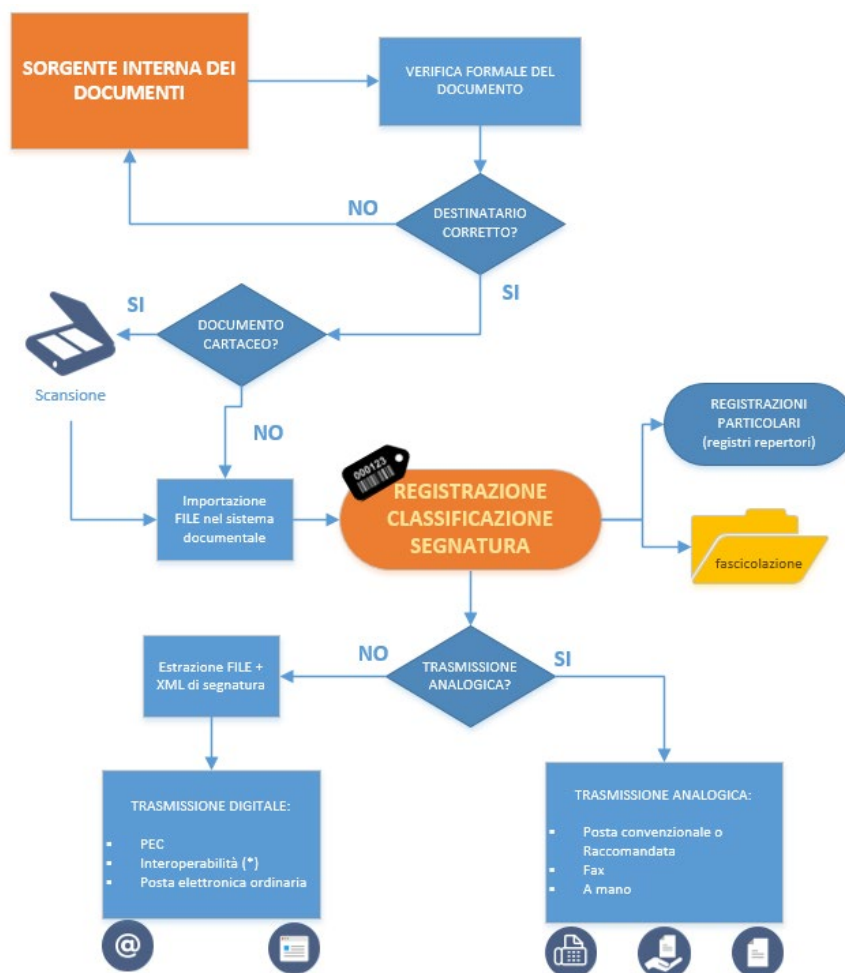 SORGENTE INTERNA DEI
DOCUMENTI
VERIFICA FORMALE DEL
DOCUMENTO
NO
DESTINATARIO
CORRETTO?
SI
SI
DOCUMENTO
CARTACEO?
Scansione
NO
REGISTRAZIONI
PARTICOLARI
(registri repertori)
000123
Importazione
FILE nel sistema
documentale
REGISTRAZIONE
CLASSIFICAZIONE
SEGNATURA
fascicolazione
Estrazione FILE +
XML di segnatura
NO
TRASMISSIONE
ANALOGICA?
SI
TRASMISSIONE DIGITALE:
▪ PEC
▪ Interoperabilità (*)
▪ Posta elettronica ordinaria
@
TRASMISSIONE ANALOGICA:
▪ Posta convenzionale o
Raccomandata
▪ Fax
▪ A mano